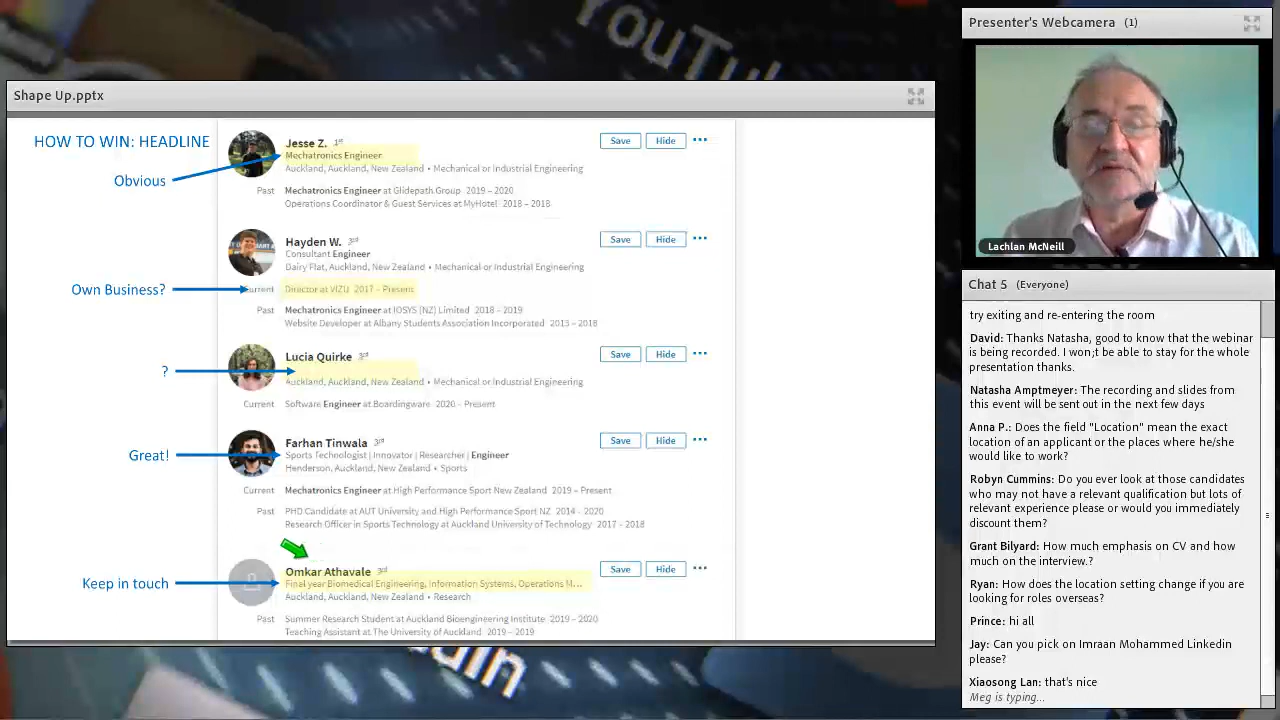 YouTu
Shape Up.pptx
HOW TO WIN: HEADLINE
Obvious
Jesse Z. 1st
Mechatronics Engineer
Auckland, Auckland, New Zealand • Mechanical or Industrial Engineering
Past Mechatronics Engineer at Glidepath Group 2019 – 2020
Operations Coordinator & Guest Services at MyHotel 2018 – 2018
Save Hide •••
Hayden W. 3rd
Consultant Engineer
Dairy Flat, Auckland, New Zealand • Mechanical or Industrial Engineering
Own Business?
Current Director at VIZU 2017 – Present
Past Mechatronics Engineer at IOSYS (NZ) Limited 2018 – 2019
Website Developer at Albany Students Association Incorporated 2013 – 2018
Save Hide •••
Lucia Quirke 3rd
?
Auckland, Auckland, New Zealand • Mechanical or Industrial Engineering
Current Software Engineer at Boardingware 2020 – Present
Save Hide •••
Farhan Tinwala 3rd
Great!
Sports Technologist | Innovator | Researcher | Engineer
Henderson, Auckland, New Zealand • Sports
Current Mechatronics Engineer at High Performance Sport New Zealand 2019 – Present
Past PHD Candidate at AUT University and High Performance Sport NZ 2014 – 2020
Research Officer in Sports Technology at Auckland University of Technology 2017 – 2018
Save Hide •••
Omkar Athavale 3rd
Keep in touch
Final year Biomedical Engineering, Information Systems, Operations M...
Auckland, Auckland, New Zealand • Research
Past Summer Research Student at Auckland Bioengineering Institute 2019 – 2020
Teaching Assistant at The University of Auckland 2019 – 2019
Save Hide •••
Presenter's Webcamera (1)
Lachlan McNeill
Chat 5 (Everyone)
try exiting and re-entering the room
David: Thanks Natasha, good to know that the webinar
is being recorded. I won;t be able to stay for the whole
presentation thanks.
Natasha Amptmeyer: The recording and slides from
this event will be sent out in the next few days
Anna P.: Does the field "Location" mean the exact
location of an applicant or the places where he/she
would like to work?
Robyn Cummins: Do you ever look at those candidates
who may not have a relevant qualification but lots of
relevant experience please or would you immediately
discount them?
Grant Bilyard: How much emphasis on CV and how
much on the interview.?
Ryan: How does the location setting change if you are
looking for roles overseas?
Prince: hi all
Jay: Can you pick on Imraan Mohammed Linkedin
please?
Xiaosong Lan: that's nice
Meg is typing...